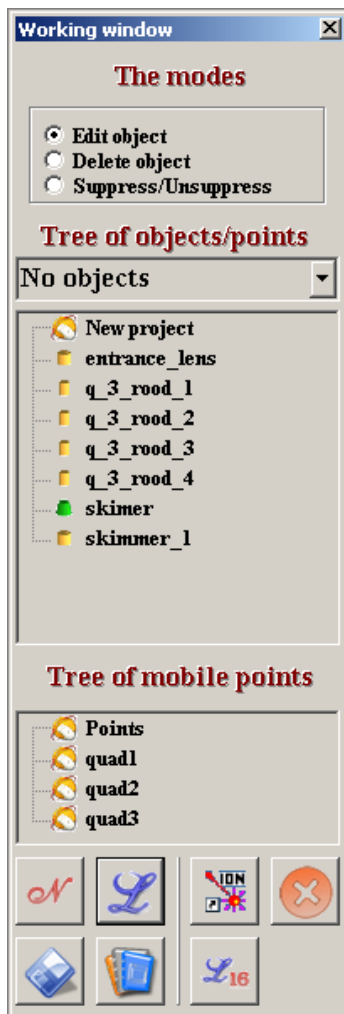 Working window
The modes
Edit object
Delete object
Suppress/Unsuppress
Tree of objects/points
No objects
New project
entrance_lens
q_3_rood_1
q_3_rood_2
q_3_rood_3
q_3_rood_4
skimer
skimmer_1
Tree of mobile points
Points
quad1
quad2
quad3
N L ION
L16